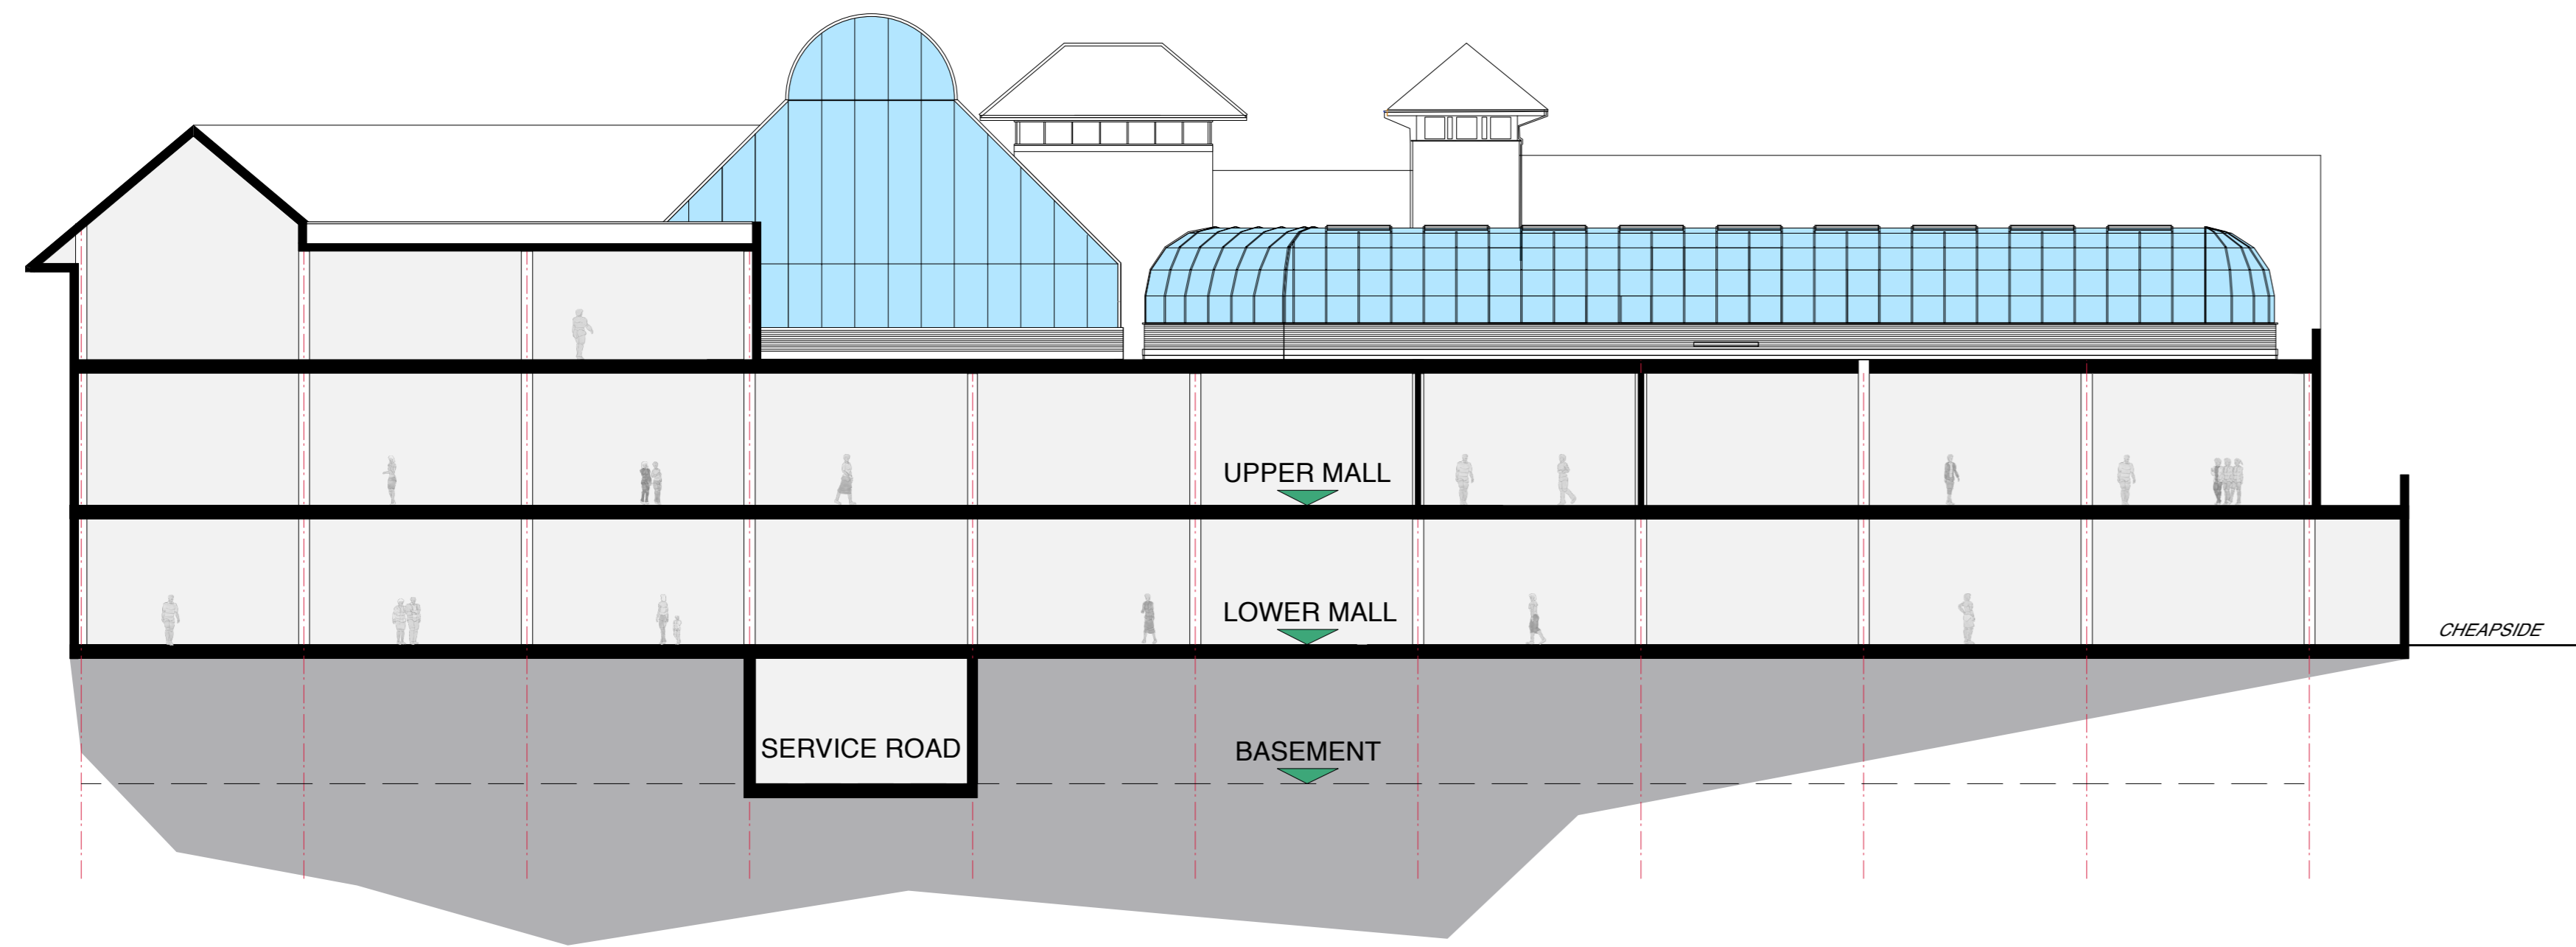 UPPER MALL
LOWER MALL
CHEAPSIDE
SERVICE ROAD
BASEMENT